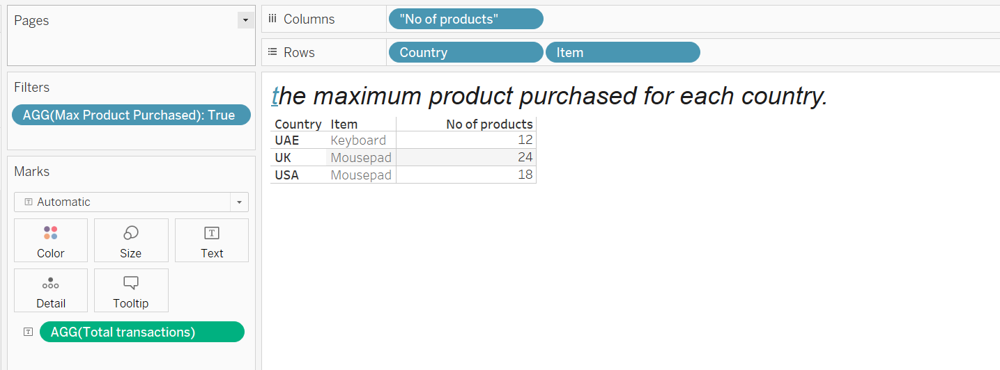 Pages
Columns "No of products"
Rows Country Item
Filters
AGG(Max Product Purchased): True
Marks
Automatic
Color Size Text
Detail Tooltip
AGG(Total transactions)
the maximum product purchased for each country.
Country Item No of products
UAE Keyboard 12
UK Mousepad 24
USA Mousepad 18